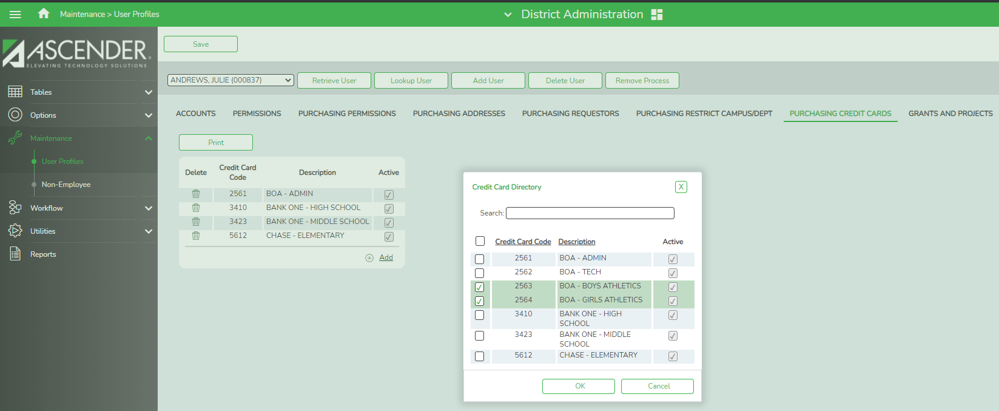 Maintenance > User Profiles
District Administration
ASCENDER®
ELEVATING TECHNOLOGY SOLUTIONS
Tables
Options
Maintenance
User Profiles
Non-Employee
Workflow
Utilities
Reports
Save
ANDREWS, JULIE (000837) Retrieve User Lookup User Add User Delete User Remove Process
ACCOUNTS PERMISSIONS PURCHASING PERMISSIONS PURCHASING ADDRESSES PURCHASING REQUESTORS PURCHASING RESTRICT CAMPUS/DEPT PURCHASING CREDIT CARDS GRANTS AND PROJECTS
Print
Delete Credit Card Code Description Active
2561 BOA - ADMIN
3410 BANK ONE - HIGH SCHOOL
3423 BANK ONE - MIDDLE SCHOOL
5612 CHASE - ELEMENTARY
Add
Credit Card Directory X
Search:
Credit Card Code Description Active
2561 BOA - ADMIN
2562 BOA - TECH
2563 BOA - BOYS ATHLETICS
2564 BOA - GIRLS ATHLETICS
3410 BANK ONE - HIGH
SCHOOL
3423 BANK ONE - MIDDLE
SCHOOL
5612 CHASE - ELEMENTARY
OK Cancel